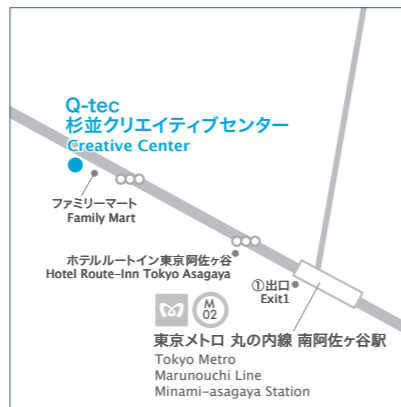 Q-tec
杉並クリエイティブセンター
Creative Center
ファミリーマート
Family Mart
ホテルルートイン東京阿佐ヶ谷
Hotel Route-Inn Tokyo Asagaya
①出口
Exit1
M
02
東京メトロ 丸の内線 南阿佐ヶ谷駅
Tokyo Metro
Marunouchi Line
Minami-asagaya Station